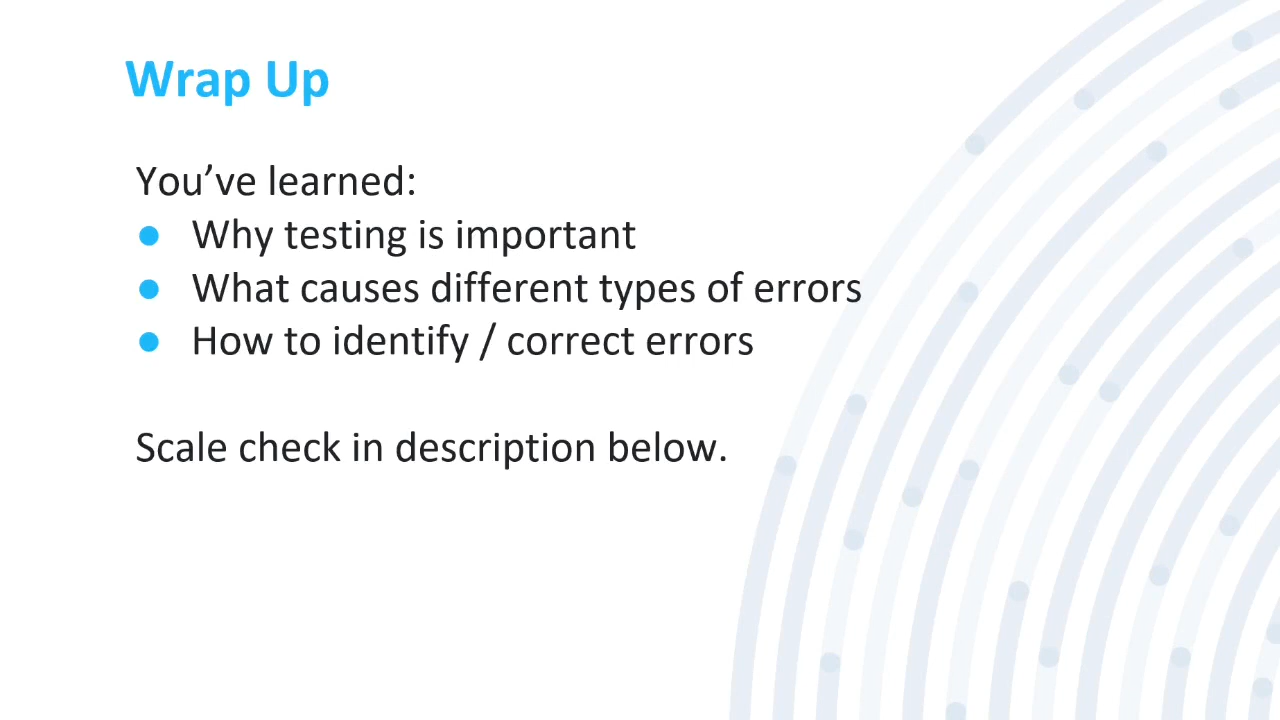 Wrap Up
You’ve learned:
● Why testing is important
● What causes different types of errors
● How to identify / correct errors
Scale check in description below.